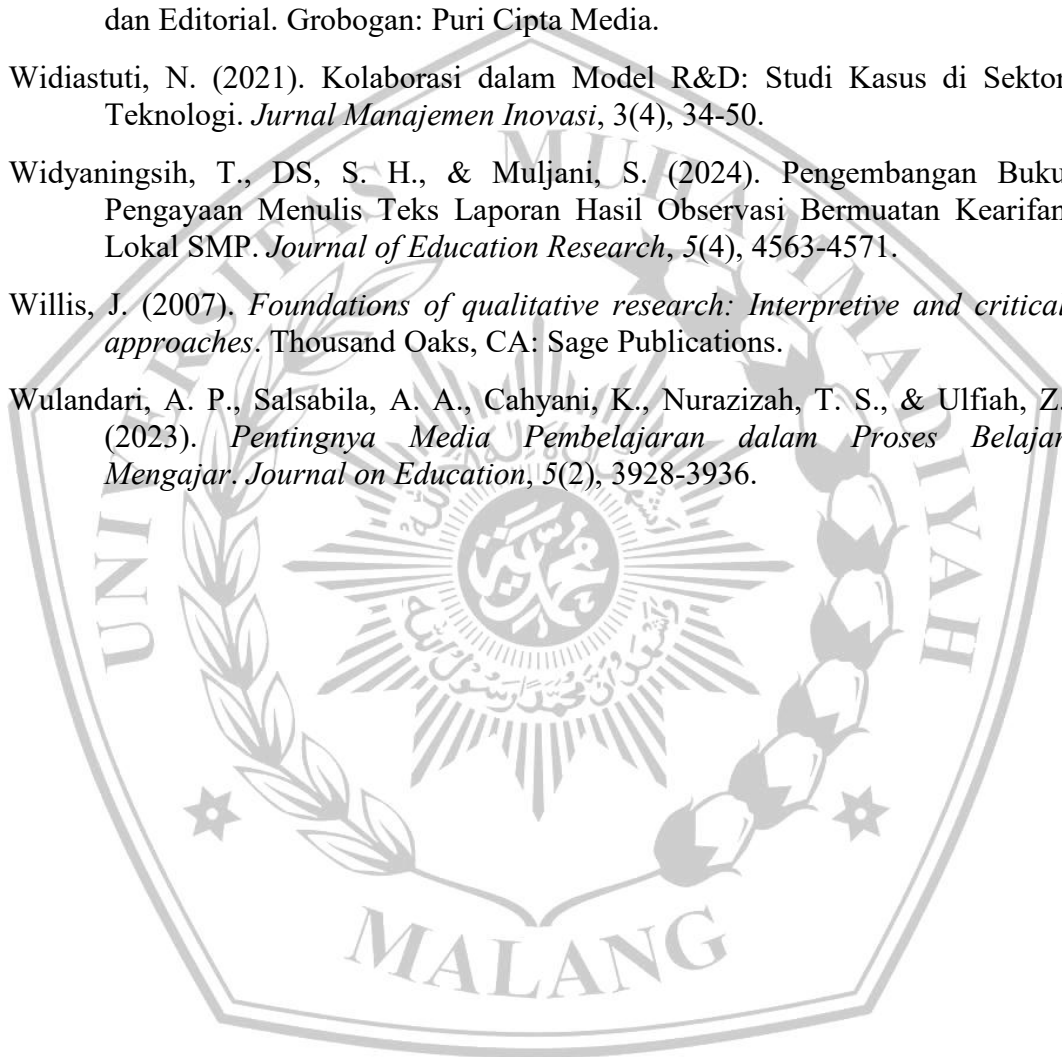 dan Editorial. Grobogan: Puri Cipta Media.
Widiastuti, N. (2021). Kolaborasi dalam Model R&D: Studi Kasus di Sektor
Teknologi. Jurnal Manajemen Inovasi, 3(4), 34-50.
Widyaningsih, T., DS, S. H., & Muljani, S. (2024). Pengembangan Buku
Pengayaan Menulis Teks Laporan Hasil Observasi Bermuatan Kearifan
Lokal SMP. Journal of Education Research, 5(4), 4563-4571.
Willis, J. (2007). Foundations of qualitative research: Interpretive and critical
approaches. Thousand Oaks, CA: Sage Publications.
Wulandari, A. P., Salsabila, A. A., Cahyani, K., Nurazizah, T. S., & Ulfiah, Z.
(2023). Pentingnya Media Pembelajaran dalam Proses Belajar
Mengajar. Journal on Education, 5(2), 3928-3936.
UNIVERSITAS MUHAMMADIYAH
MALANG